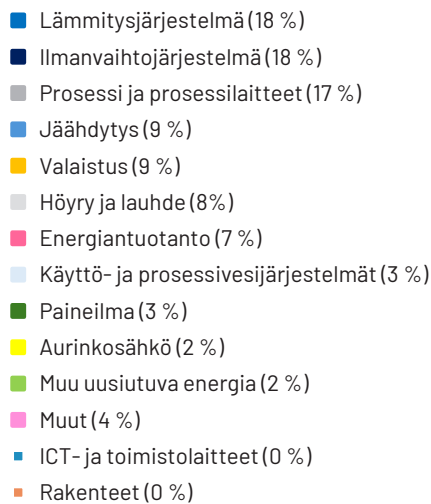 Lämmitysjärjestelmä (18 %)
Ilmanvaihtojärjestelmä (18 %)
Prosessi ja prosessilaitteet (17 %)
Jäähdytys (9 %)
Valaistus (9 %)
Höyry ja lauhde (8%)
Energiantuotanto (7 %)
Käyttö- ja prosessivesijärjestelmät (3 %)
Paineilma (3 %)
Aurinkosähkö (2 %)
Muu uusiutuva energia (2 %)
Muut (4 %)
ICT- ja toimistolaitteet (0 %)
Rakenteet (0 %)